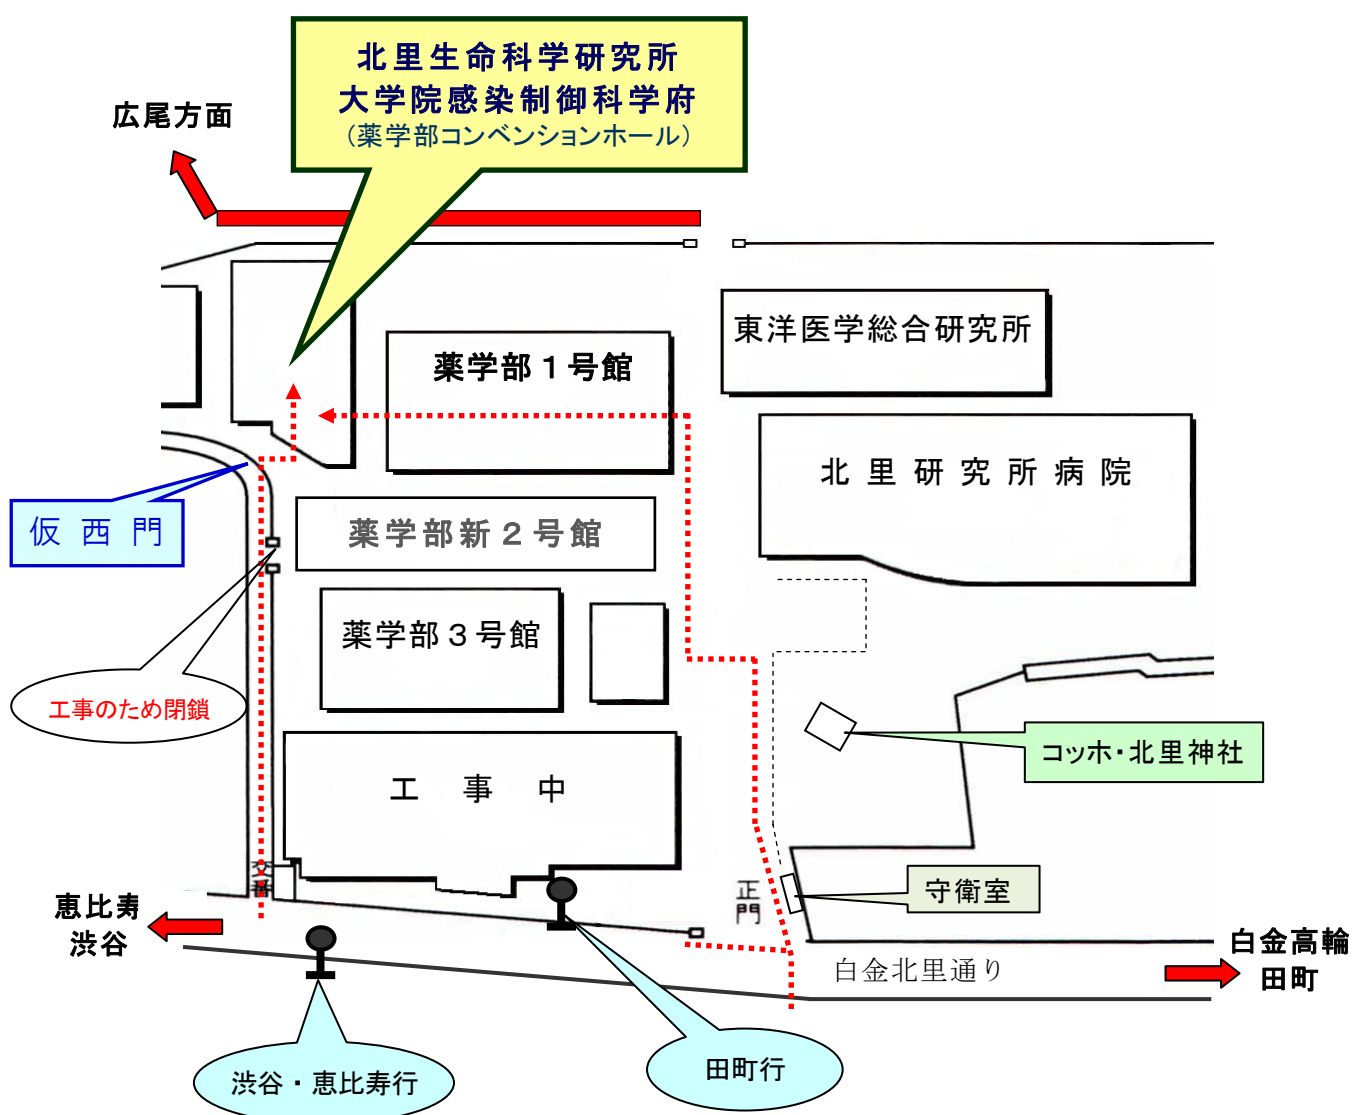 北里生命科学研究所
大学院感染制御科学府
(薬学部コンベンションホール)
広尾方面
東洋医学総合研究所
薬学部１号館
北里研究所病院
仮西門
薬学部新２号館
薬学部３号館
工事のため閉鎖
コッホ・北里神社
工事中
交番
正門
守衛室
恵比寿
渋谷
白金高輪
田町
白金北里通り
渋谷・恵比寿行
田町行